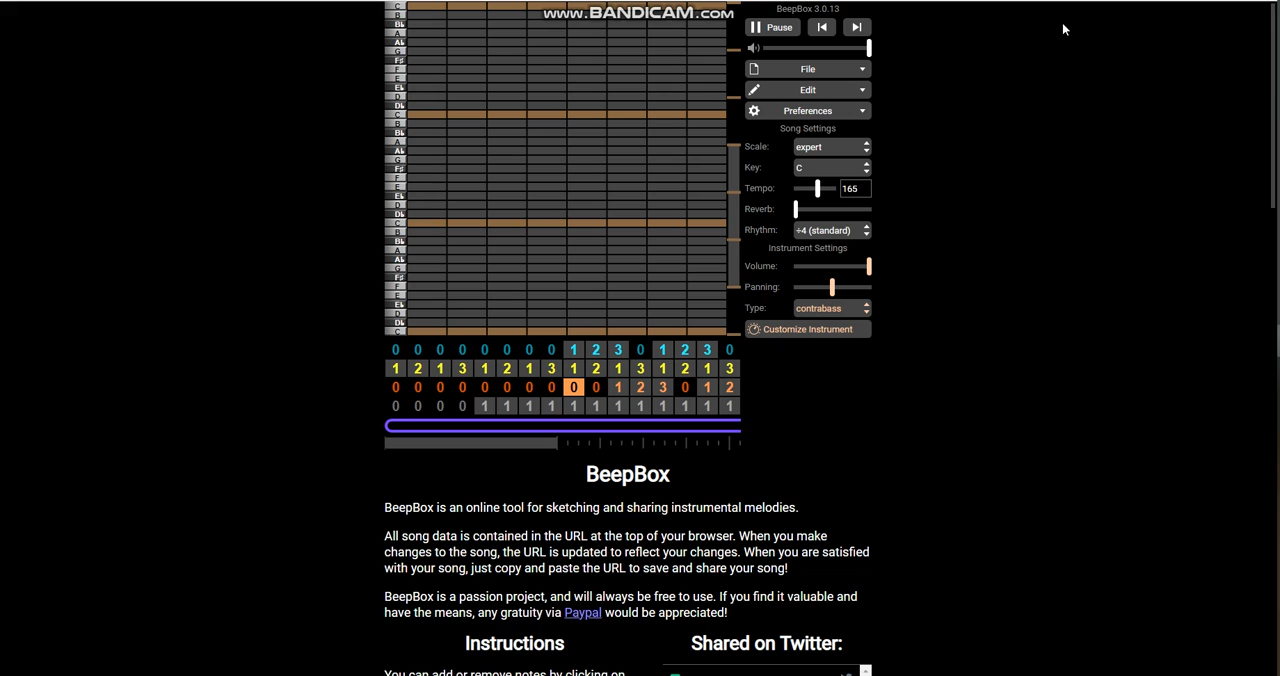 www.BANDICAM.com
BeepBox 3.0.13
Pause
File
Edit
Preferences
Song Settings
Scale: expert
Key: C
Tempo: 165
Reverb:
Rhythm: ÷4 (standard)
Instrument Settings
Volume:
Panning:
Type: contrabass
Customize Instrument
C
B
B♭
A
A♭
G
F♯
F
E
E♭
D
D♭
C
B
B♭
A
A♭
G
F♯
F
E
E♭
D
D♭
C
B
B♭
A
A♭
G
F♯
F
E
E♭
D
D♭
C
0 0 0 0 0 0 0 0 1 2 3 0 1 2 3 0
1 2 1 3 1 2 1 3 1 2 1 3 1 2 1 3
0 0 0 0 0 0 0 0 0 0 1 2 3 0 1 2
0 0 0 0 1 1 1 1 1 1 1 1 1 1 1 1
BeepBox
BeepBox is an online tool for sketching and sharing instrumental melodies.
All song data is contained in the URL at the top of your browser. When you make
changes to the song, the URL is updated to reflect your changes. When you are satisfied
with your song, just copy and paste the URL to save and share your song!
BeepBox is a passion project, and will always be free to use. If you find it valuable and
have the means, any gratuity via Paypal would be appreciated!
Instructions
Shared on Twitter:
You can add or remove notes by clicking on